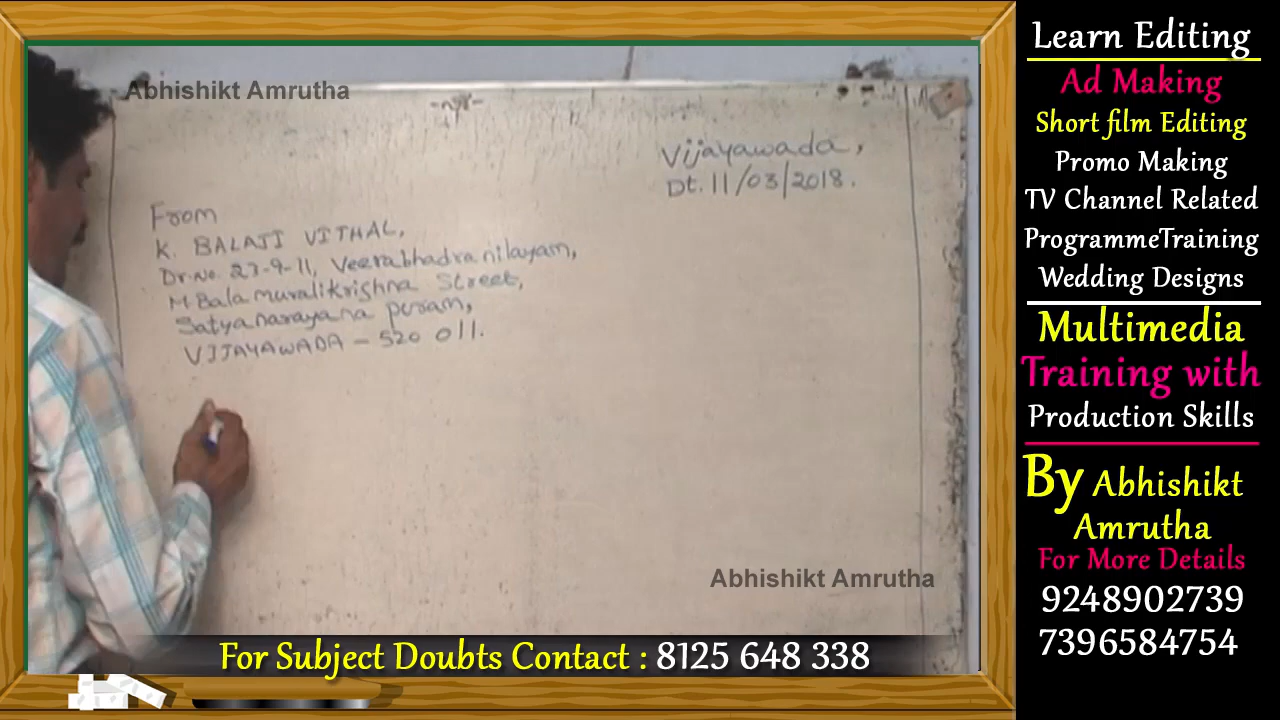 Abhishikt Amrutha
Vijayawada,
Dt. 11/03/2018.
From
K. BALAJI VITHAL,
Dr.No. 23-9-11, Veerabhadra nilayam,
M Bala muralikrishna Street,
Satyanarayana puram,
VIJAYAWADA - 520 011.
Abhishikt Amrutha
For Subject Doubts Contact : 8125 648 338
Learn Editing
Ad Making
Short film Editing
Promo Making
TV Channel Related
ProgrammeTraining
Wedding Designs
Multimedia
Training with
Production Skills
By Abhishikt
Amrutha
For More Details
9248902739
7396584754